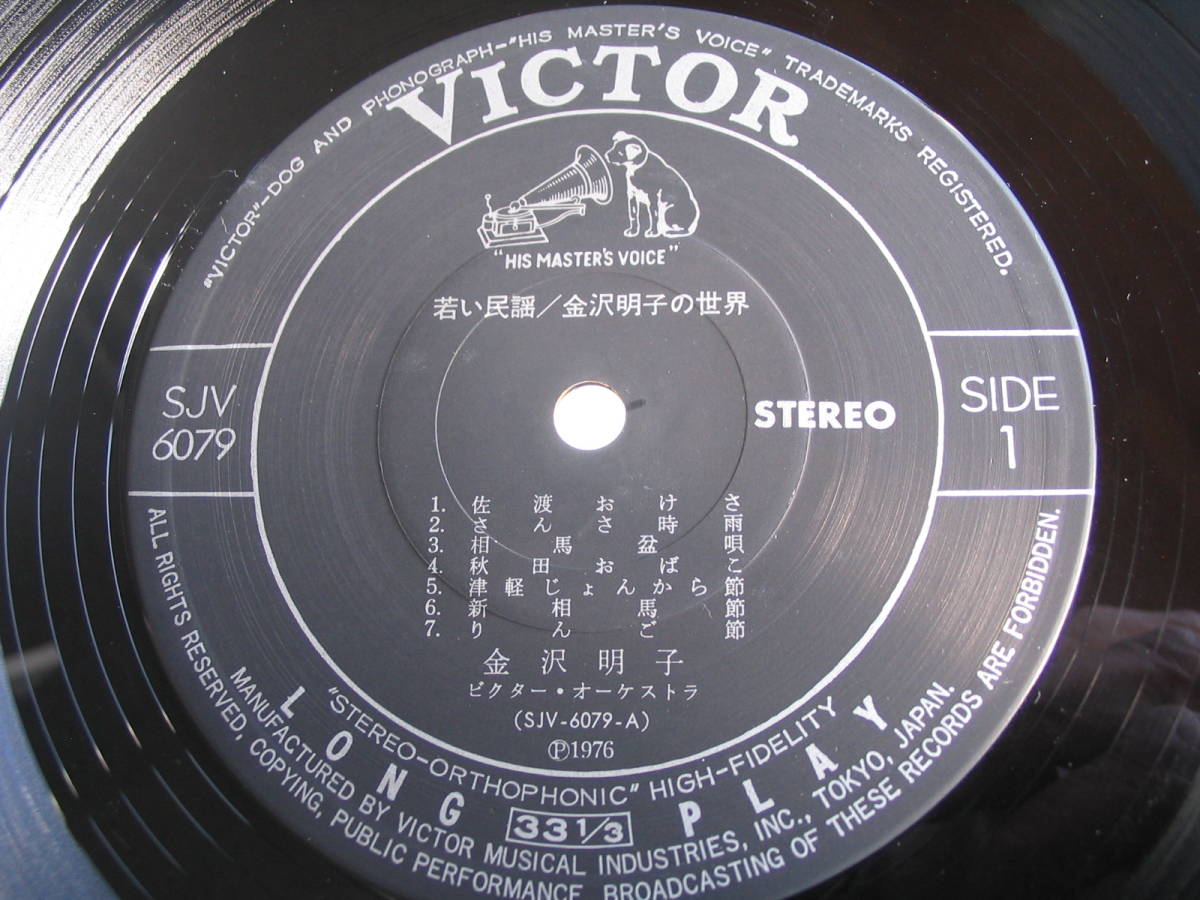 "VICTOR"-DOG AND PHONOGRAPH-"HIS MASTER'S VOICE" TRADEMARKS REGISTERED.
VICTOR
"HIS MASTER'S VOICE"
若い民謡／金沢明子の世界
SJV
6079
STEREO
SIDE
1
1. 佐渡おけさ
2. さんさ時雨
3. 相馬盆唄
4. 秋田おばこ
5. 津軽じょんから節
6. 新相馬節
7. りんご節
金沢明子
ビクター・オーケストラ
(SJV-6079-A)
Ⓟ1976
"STEREO-ORTHOPHONIC" HIGH-FIDELITY
LONG 33 1/3 PLAY
MANUFACTURED BY VICTOR MUSICAL INDUSTRIES, INC., TOKYO, JAPAN.
ALL RIGHTS RESERVED, COPYING, PUBLIC PERFORMANCE, BROADCASTING OF THESE RECORDS ARE FORBIDDEN.